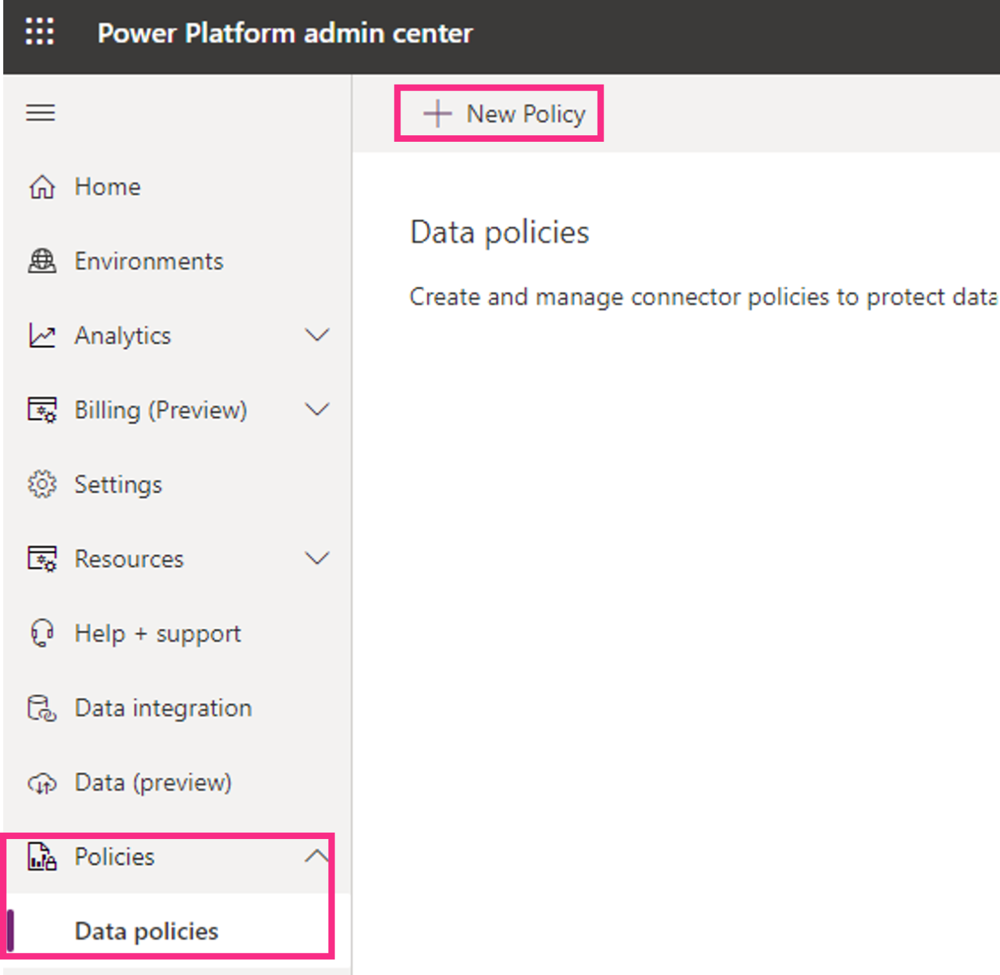 Power Platform admin center
New Policy
Home
Environments
Analytics
Billing (Preview)
Settings
Resources
Help + support
Data integration
Data (preview)
Policies
Data policies
Data policies
Create and manage connector policies to protect data